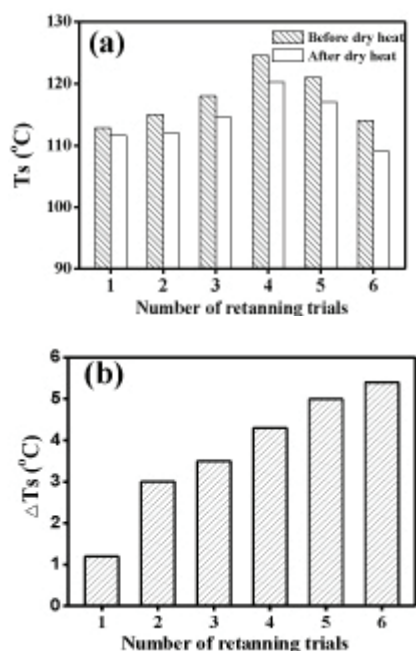 (a)
Before dry heat
After dry heat
130
120
110
100
90
Ts (°C)
1 2 3 4 5 6
Number of retanning trials
(b)
6
5
4
3
2
1
0
△Ts (°C)
1 2 3 4 5 6
Number of retanning trials